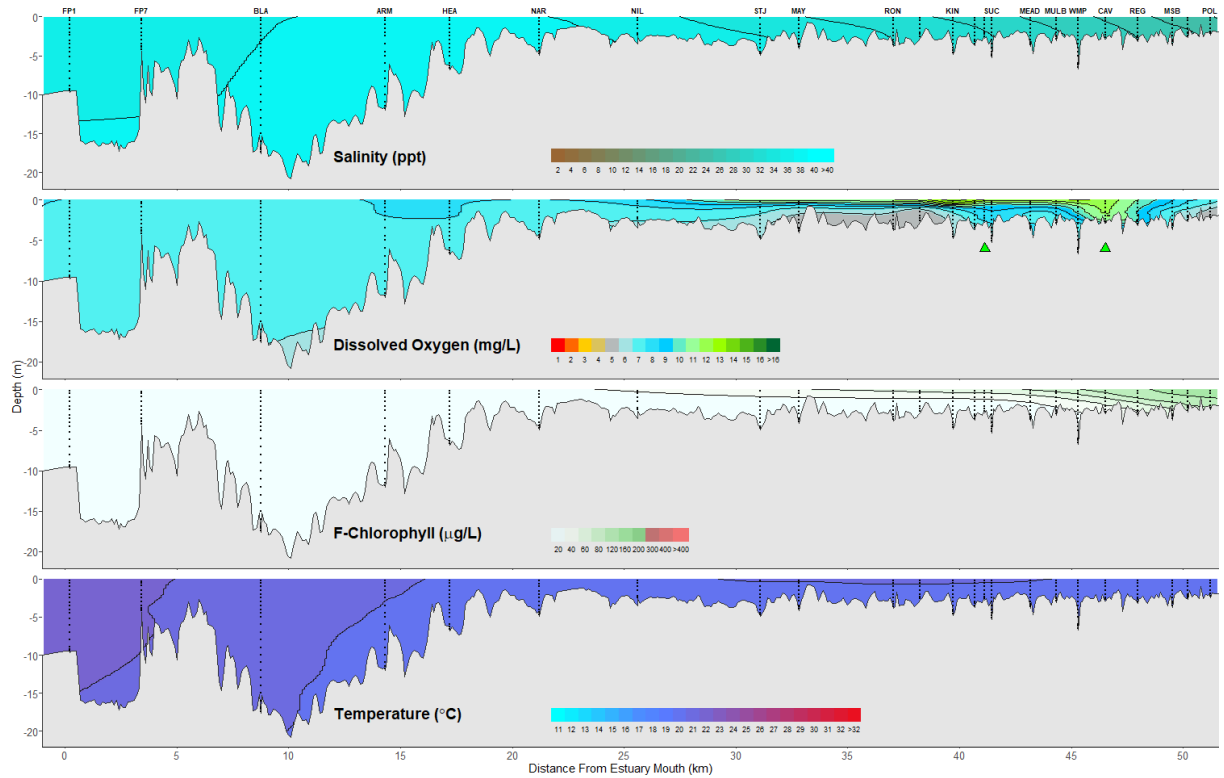 FP1 FP7 BLA ARM HEA NAR NIL STJ MAY RON KIN SUC MEAD MULB WMP CAV REG MSB POL
0
-5
-10
-15
-20
Salinity (ppt)
2 4 6 8 10 12 14 16 18 20 22 24 26 28 30 32 34 36 38 40 >40
0
-5
-10
-15
-20
Dissolved Oxygen (mg/L)
1 2 3 4 5 6 7 8 9 10 11 12 13 14 15 16 >16
Depth (m)
0
-5
-10
-15
-20
F-Chlorophyll (µg/L)
20 40 60 80 120 160 200 300 400 >400
0
-5
-10
-15
-20
Temperature (°C)
11 12 13 14 15 16 17 18 19 20 21 22 23 24 25 26 27 28 29 30 31 32 >32
0 5 10 15 20 25 30 35 40 45 50
Distance From Estuary Mouth (km)